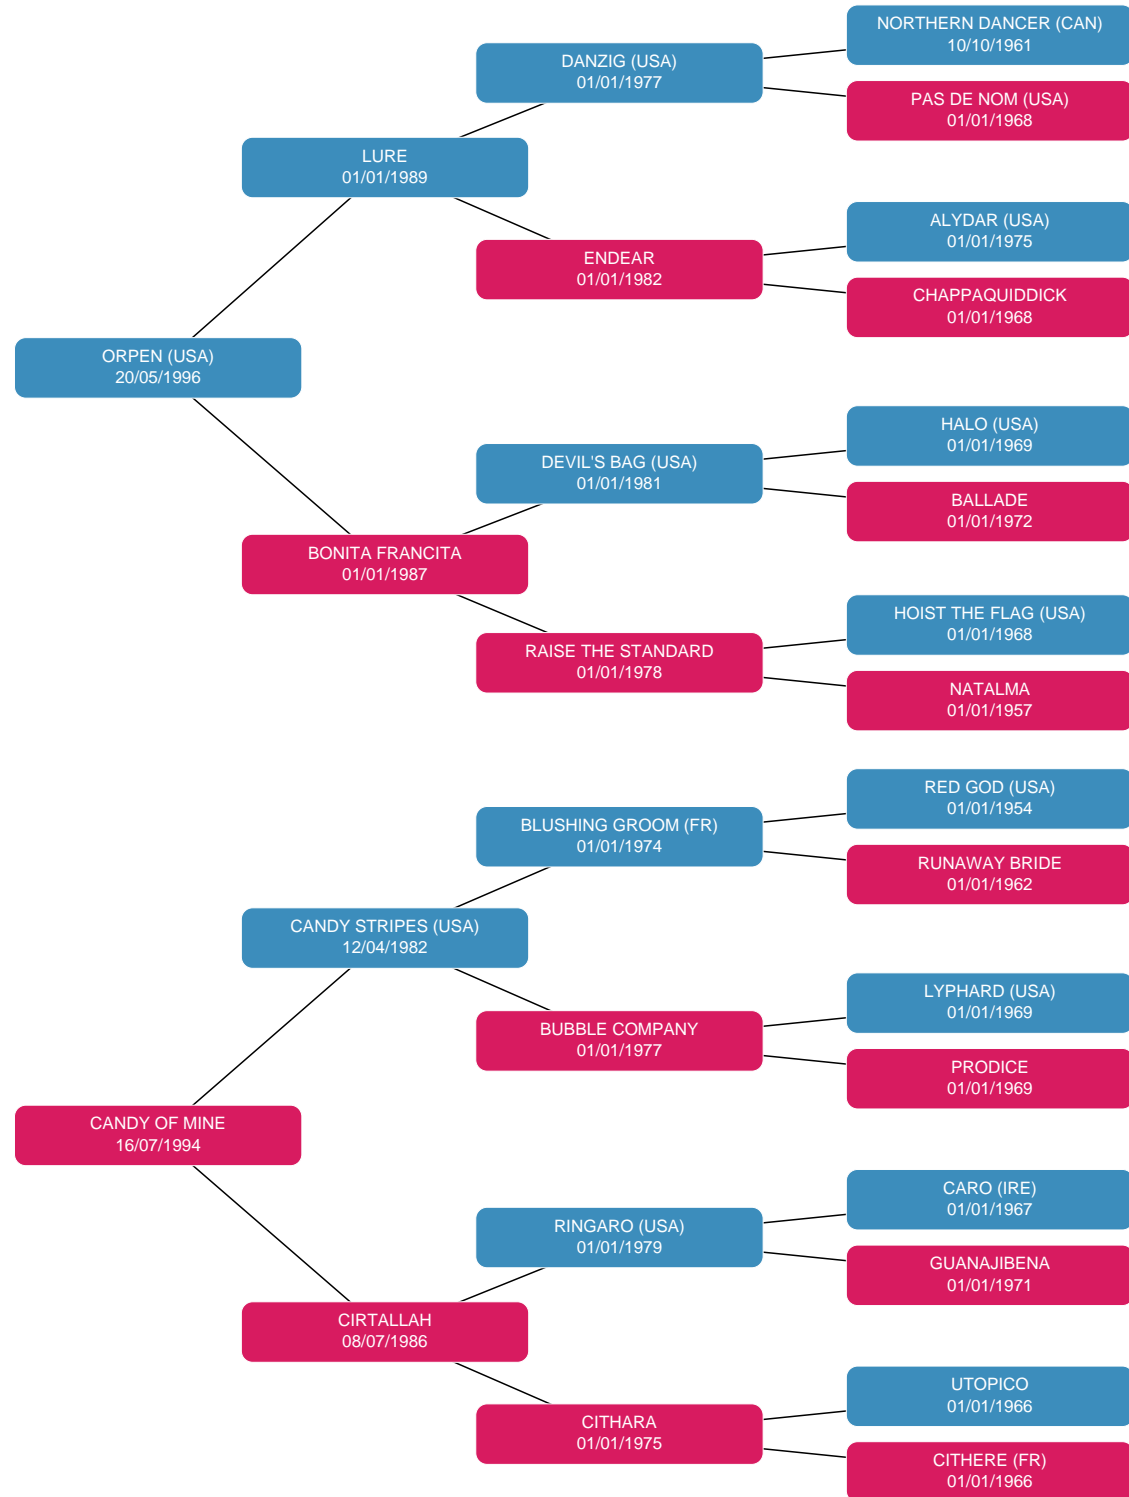 NORTHERN DANCER (CAN)
10/10/1961
DANZIG (USA)
01/01/1977
PAS DE NOM (USA)
01/01/1968
LURE
01/01/1989
ALYDAR (USA)
01/01/1975
ENDEAR
01/01/1982
CHAPPAQUIDDICK
01/01/1968
ORPEN (USA)
20/05/1996
HALO (USA)
01/01/1969
DEVIL'S BAG (USA)
01/01/1981
BALLADE
01/01/1972
BONITA FRANCITA
01/01/1987
HOIST THE FLAG (USA)
01/01/1968
RAISE THE STANDARD
01/01/1978
NATALMA
01/01/1957
RED GOD (USA)
01/01/1954
BLUSHING GROOM (FR)
01/01/1974
RUNAWAY BRIDE
01/01/1962
CANDY STRIPES (USA)
12/04/1982
LYPHARD (USA)
01/01/1969
BUBBLE COMPANY
01/01/1977
PRODICE
01/01/1969
CANDY OF MINE
16/07/1994
CARO (IRE)
01/01/1967
RINGARO (USA)
01/01/1979
GUANAJIBENA
01/01/1971
CIRTALLAH
08/07/1986
UTOPICO
01/01/1966
CITHARA
01/01/1975
CITHERE (FR)
01/01/1966